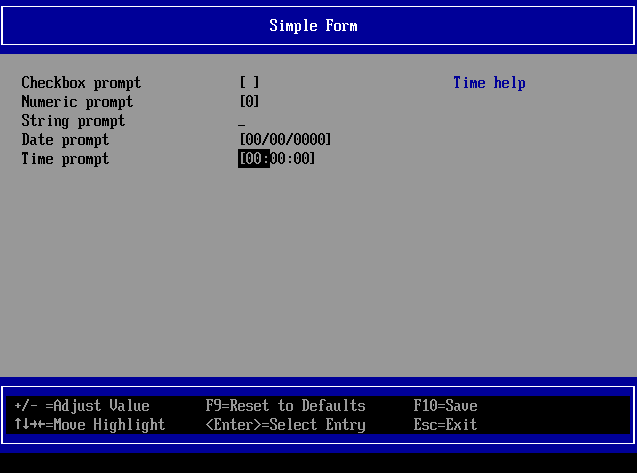 Simple Form
Checkbox prompt [ ] Time help
Numeric prompt [0]
String prompt _
Date prompt [00/00/0000]
Time prompt [00:00:00]
+/- =Adjust Value F9=Reset to Defaults F10=Save
↑↓→←=Move Highlight <Enter>=Select Entry Esc=Exit